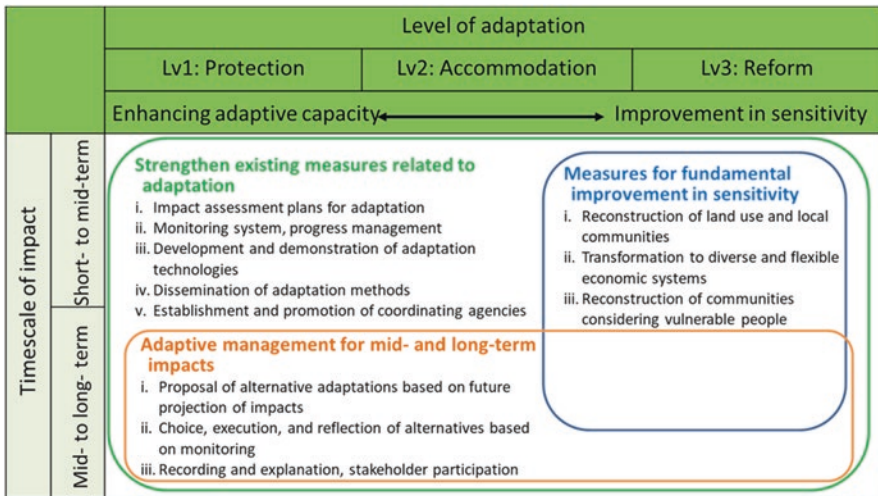 Level of adaptation
Lv1: Protection
Lv2: Accommodation
Lv3: Reform
Enhancing adaptive capacity
Improvement in sensitivity
Timescale of impact
Short- to mid-term
Mid- to long- term
Strengthen existing measures related to
adaptation
i. Impact assessment plans for adaptation
ii. Monitoring system, progress management
iii. Development and demonstration of adaptation
technologies
iv. Dissemination of adaptation methods
v. Establishment and promotion of coordinating agencies
Measures for fundamental
improvement in sensitivity
i. Reconstruction of land use and local
communities
ii. Transformation to diverse and flexible
economic systems
iii. Reconstruction of communities
considering vulnerable people
Adaptive management for mid- and long-term
impacts
i. Proposal of alternative adaptations based on future
projection of impacts
ii. Choice, execution, and reflection of alternatives based
on monitoring
iii. Recording and explanation, stakeholder participation